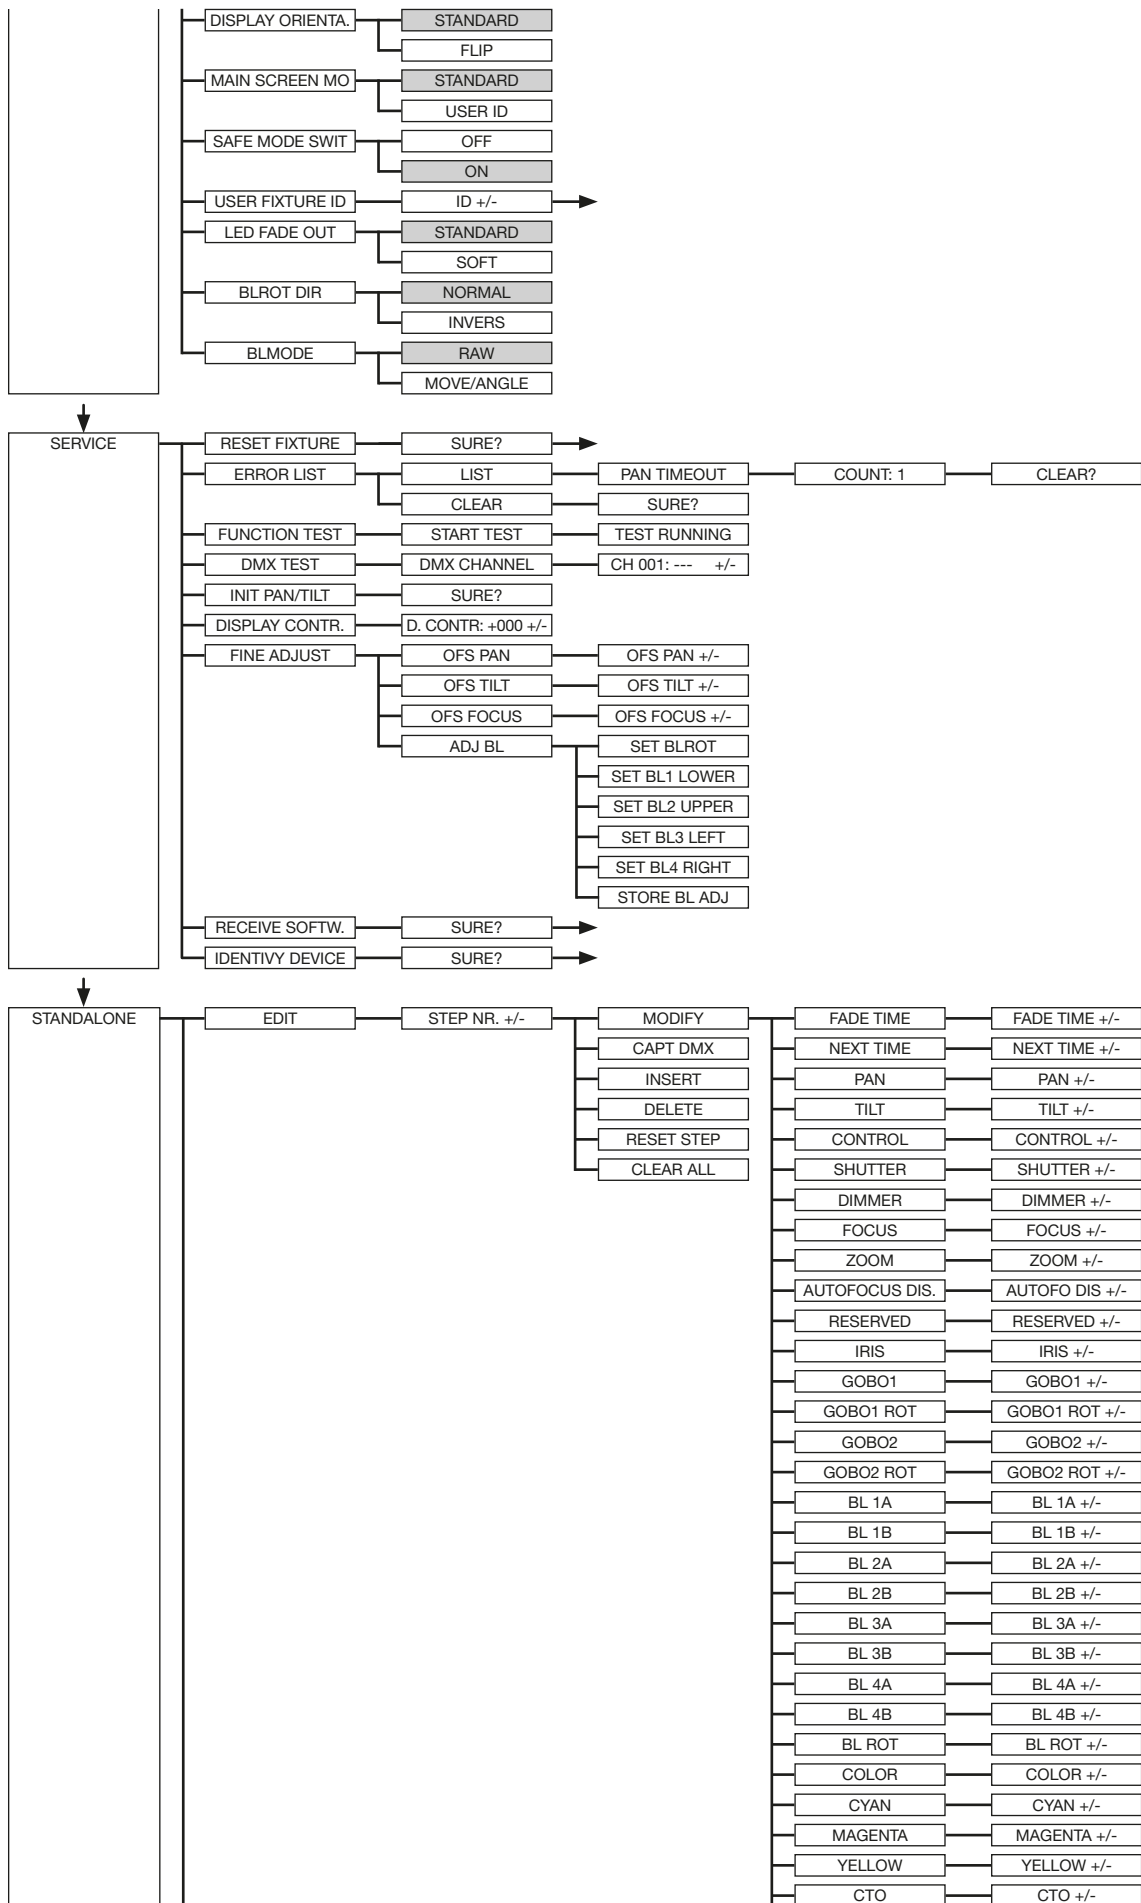 DISPLAY ORIENTA. STANDARD
FLIP
MAIN SCREEN MO STANDARD
USER ID
SAFE MODE SWIT OFF
ON
USER FIXTURE ID ID +/-
LED FADE OUT STANDARD
SOFT
BLROT DIR NORMAL
INVERS
BLMODE RAW
MOVE/ANGLE
SERVICE RESET FIXTURE SURE?
ERROR LIST LIST PAN TIMEOUT COUNT: 1 CLEAR?
CLEAR SURE?
FUNCTION TEST START TEST TEST RUNNING
DMX TEST DMX CHANNEL CH 001: --- +/-
INIT PAN/TILT SURE?
DISPLAY CONTR. D. CONTR: +000 +/-
FINE ADJUST OFS PAN OFS PAN +/-
OFS TILT OFS TILT +/-
OFS FOCUS OFS FOCUS +/-
ADJ BL SET BLROT
SET BL1 LOWER
SET BL2 UPPER
SET BL3 LEFT
SET BL4 RIGHT
STORE BL ADJ
RECEIVE SOFTW. SURE?
IDENTIVY DEVICE SURE?
STANDALONE EDIT STEP NR. +/- MODIFY FADE TIME FADE TIME +/-
CAPT DMX NEXT TIME NEXT TIME +/-
INSERT PAN PAN +/-
DELETE TILT TILT +/-
RESET STEP CONTROL CONTROL +/-
CLEAR ALL SHUTTER SHUTTER +/-
DIMMER DIMMER +/-
FOCUS FOCUS +/-
ZOOM ZOOM +/-
AUTOFOCUS DIS. AUTOFO DIS +/-
RESERVED RESERVED +/-
IRIS IRIS +/-
GOBO1 GOBO1 +/-
GOBO1 ROT GOBO1 ROT +/-
GOBO2 GOBO2 +/-
GOBO2 ROT GOBO2 ROT +/-
BL 1A BL 1A +/-
BL 1B BL 1B +/-
BL 2A BL 2A +/-
BL 2B BL 2B +/-
BL 3A BL 3A +/-
BL 3B BL 3B +/-
BL 4A BL 4A +/-
BL 4B BL 4B +/-
BL ROT BL ROT +/-
COLOR COLOR +/-
CYAN CYAN +/-
MAGENTA MAGENTA +/-
YELLOW YELLOW +/-
CTO CTO +/-